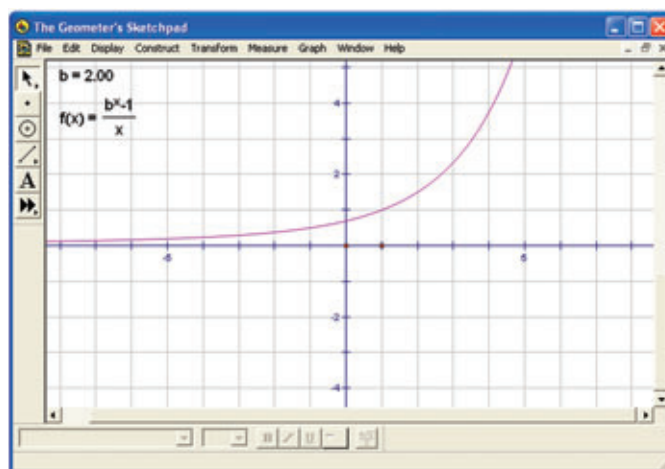 The Geometer's Sketchpad
File Edit Display Construct Transform Measure Graph Window Help
b = 2.00
f(x) = bˣ-1
x
A
4
2
-5 5
-2
-4
B I U